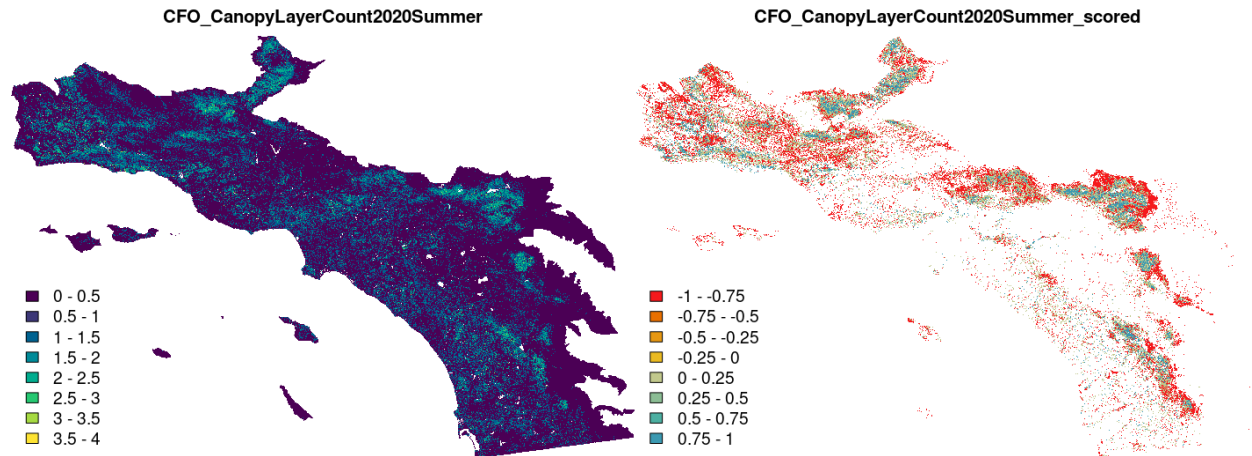 CFO_CanopyLayerCount2020Summer
0 - 0.5
0.5 - 1
1 - 1.5
1.5 - 2
2 - 2.5
2.5 - 3
3 - 3.5
3.5 - 4
CFO_CanopyLayerCount2020Summer_scored
-1 - -0.75
-0.75 - -0.5
-0.5 - -0.25
-0.25 - 0
0 - 0.25
0.25 - 0.5
0.5 - 0.75
0.75 - 1